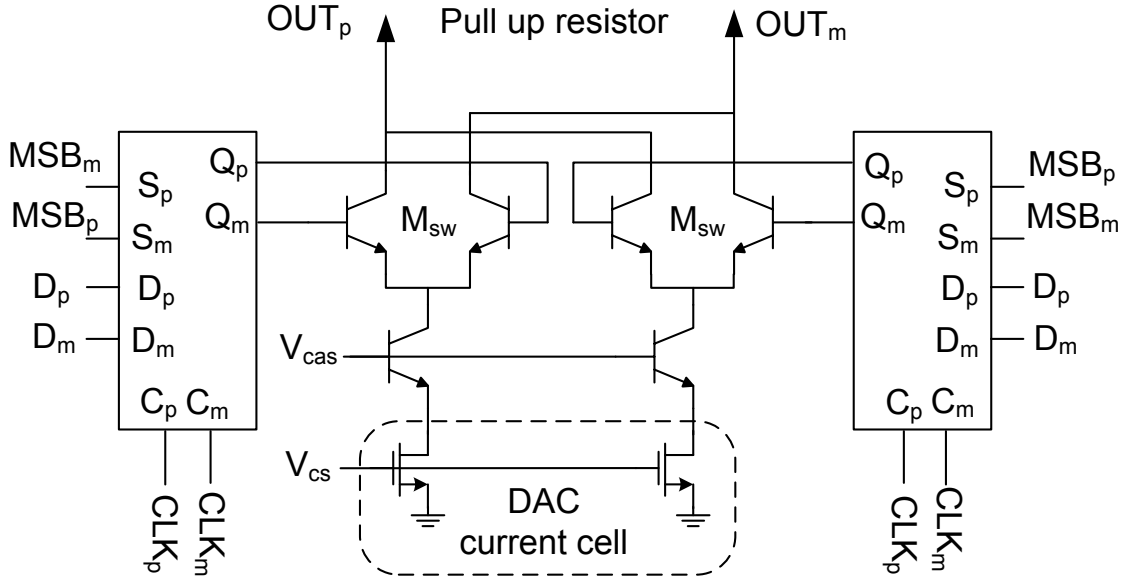 OUTp Pull up resistor OUTm
MSBm Qp Qp MSBp
Sp Sp
MSBp Qm Msw Msw Qm MSBm
Sm Sm
Dp Dp Dp Dp
Dm Dm Vcas Dm Dm
Cp Cm Cp Cm
Vcs
DAC
current cell
CLKp CLKm CLKp CLKm